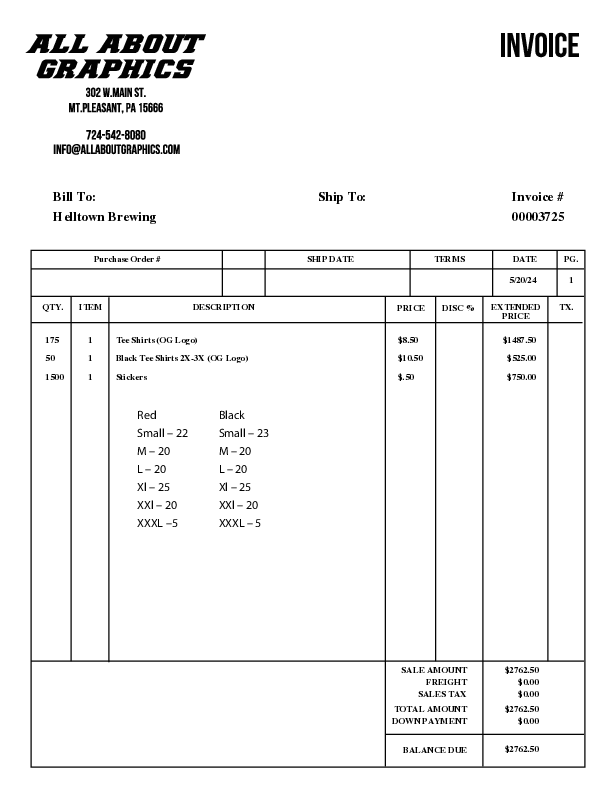 ALL ABOUT
GRAPHICS
INVOICE
302 W.MAIN ST.
MT.PLEASANT, PA 15666
724-542-8080
INFO@ALLABOUTGRAPHICS.COM
Bill To: Ship To: Invoice #
Helltown Brewing 00003725
Purchase Order # SHIP DATE TERMS DATE PG.
5/20/24 1
QTY. ITEM DESCRIPTION PRICE DISC % EXTENDED PRICE TX.
175 1 Tee Shirts (OG Logo) $8.50 $1487.50
50 1 Black Tee Shirts 2X-3X (OG Logo) $10.50 $525.00
1500 1 Stickers $.50 $750.00
Red Black
Small – 22 Small – 23
M – 20 M – 20
L – 20 L – 20
Xl – 25 Xl – 25
XXl – 20 XXl – 20
XXXL –5 XXXL – 5
SALE AMOUNT $2762.50
FREIGHT $0.00
SALES TAX $0.00
TOTAL AMOUNT $2762.50
DOWN PAYMENT $0.00
BALANCE DUE $2762.50